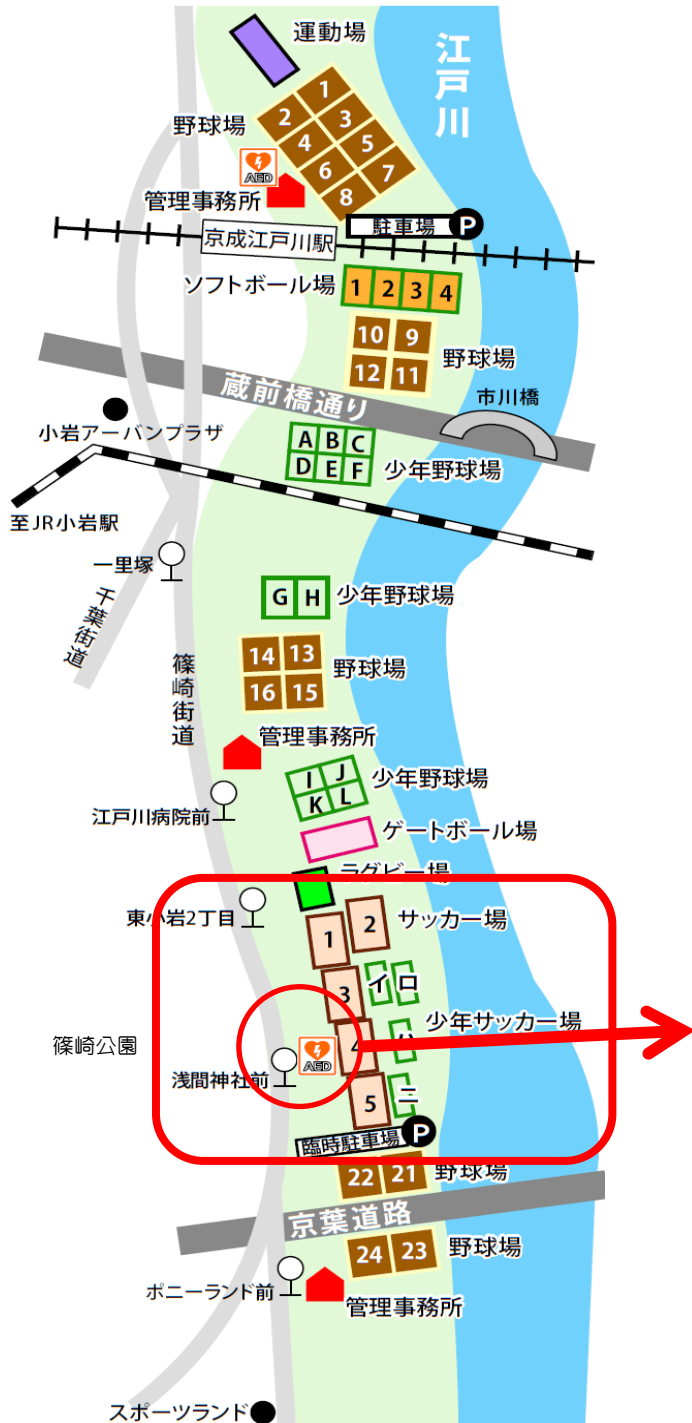 運動場
江戸川
1
2
3
野球場
4
5
6
7
AED
8
管理事務所
駐車場 P
京成江戸川駅
ソフトボール場
1 2 3 4
10 9
野球場
12 11
蔵前橋通り
市川橋
小岩アーバンプラザ
A B C
D E F
少年野球場
至JR小岩駅
一里塚
千葉街道
G H
少年野球場
篠崎街道
14 13
野球場
16 15
管理事務所
I J
少年野球場
K L
江戸川病院前
ゲートボール場
ラグビー場
東小岩2丁目
1
2
サッカー場
3
イ ロ
篠崎公園
4
ハ
少年サッカー場
AED
浅間神社前
5
ニ
臨時駐車場 P
22 21
野球場
京葉道路
24 23
野球場
ポニーランド前
管理事務所
スポーツランド